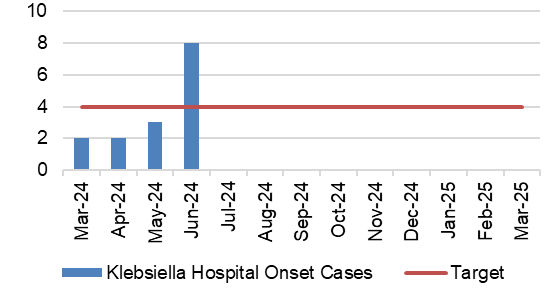 10
8
6
4
2
0
Mar-24
Apr-24
May-24
Jun-24
Jul-24
Aug-24
Sep-24
Oct-24
Nov-24
Dec-24
Jan-25
Feb-25
Mar-25
Klebsiella Hospital Onset Cases
Target